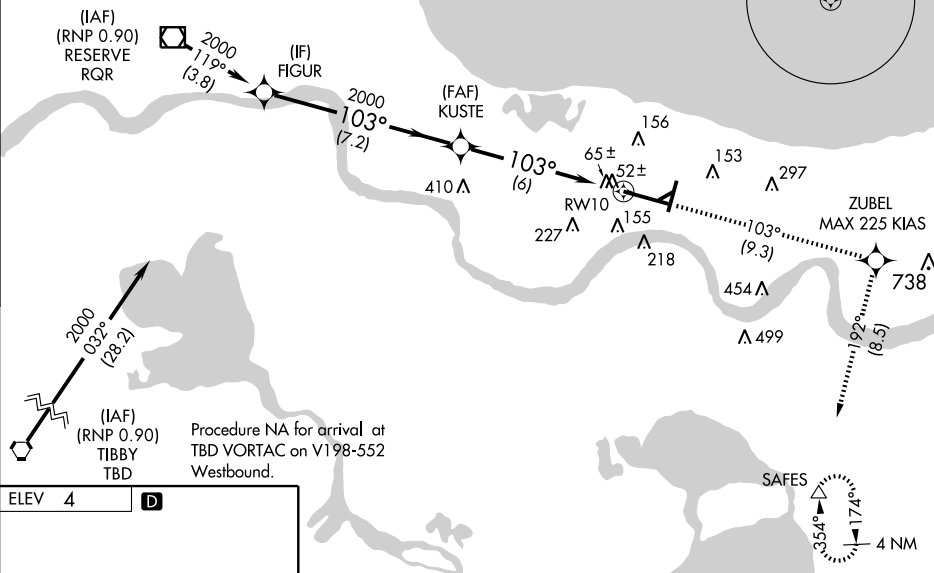 (IAF)
(RNP 0.90)
RESERVE
RQR
2000
119°
(3.8)
(IF)
FIGUR
2000
103°
(7.2)
(FAF)
KUSTE
103°
(6)
410
65±
52±
156
153
297
RW10
227
155
218
103°
(9.3)
ZUBEL
MAX 225 KIAS
738
454
499
192°
(8.5)
2000
032°
(28.2)
(IAF)
(RNP 0.90)
TIBBY
TBD
Procedure NA for arrival at
TBD VORTAC on V198-552
Westbound.
SAFES
354°
174°
4 NM
ELEV 4
D